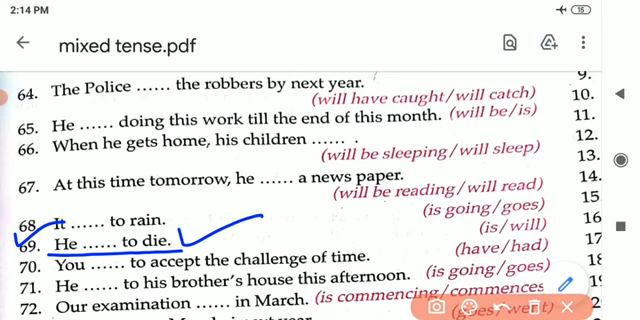 2:14 PM
15
mixed tense.pdf
64. The Police ...... the robbers by next year.
(will have caught/will catch)
65. He ...... doing this work till the end of this month. (will be/is)
66. When he gets home, his children ...... .
(will be sleeping/will sleep)
67. At this time tomorrow, he ...... a news paper.
(will be reading/will read)
68 It ...... to rain.
(is going/goes)
69. He ...... to die.
(is/will)
70. You ...... to accept the challenge of time.
(have/had)
71. He ...... to his brother's house this afternoon. (is going/goes)
72. Our examination ...... in March. (is commencing/commences
(goes/went)
9.
10.
11.
12.
13.
14.
15
16
17
18
19